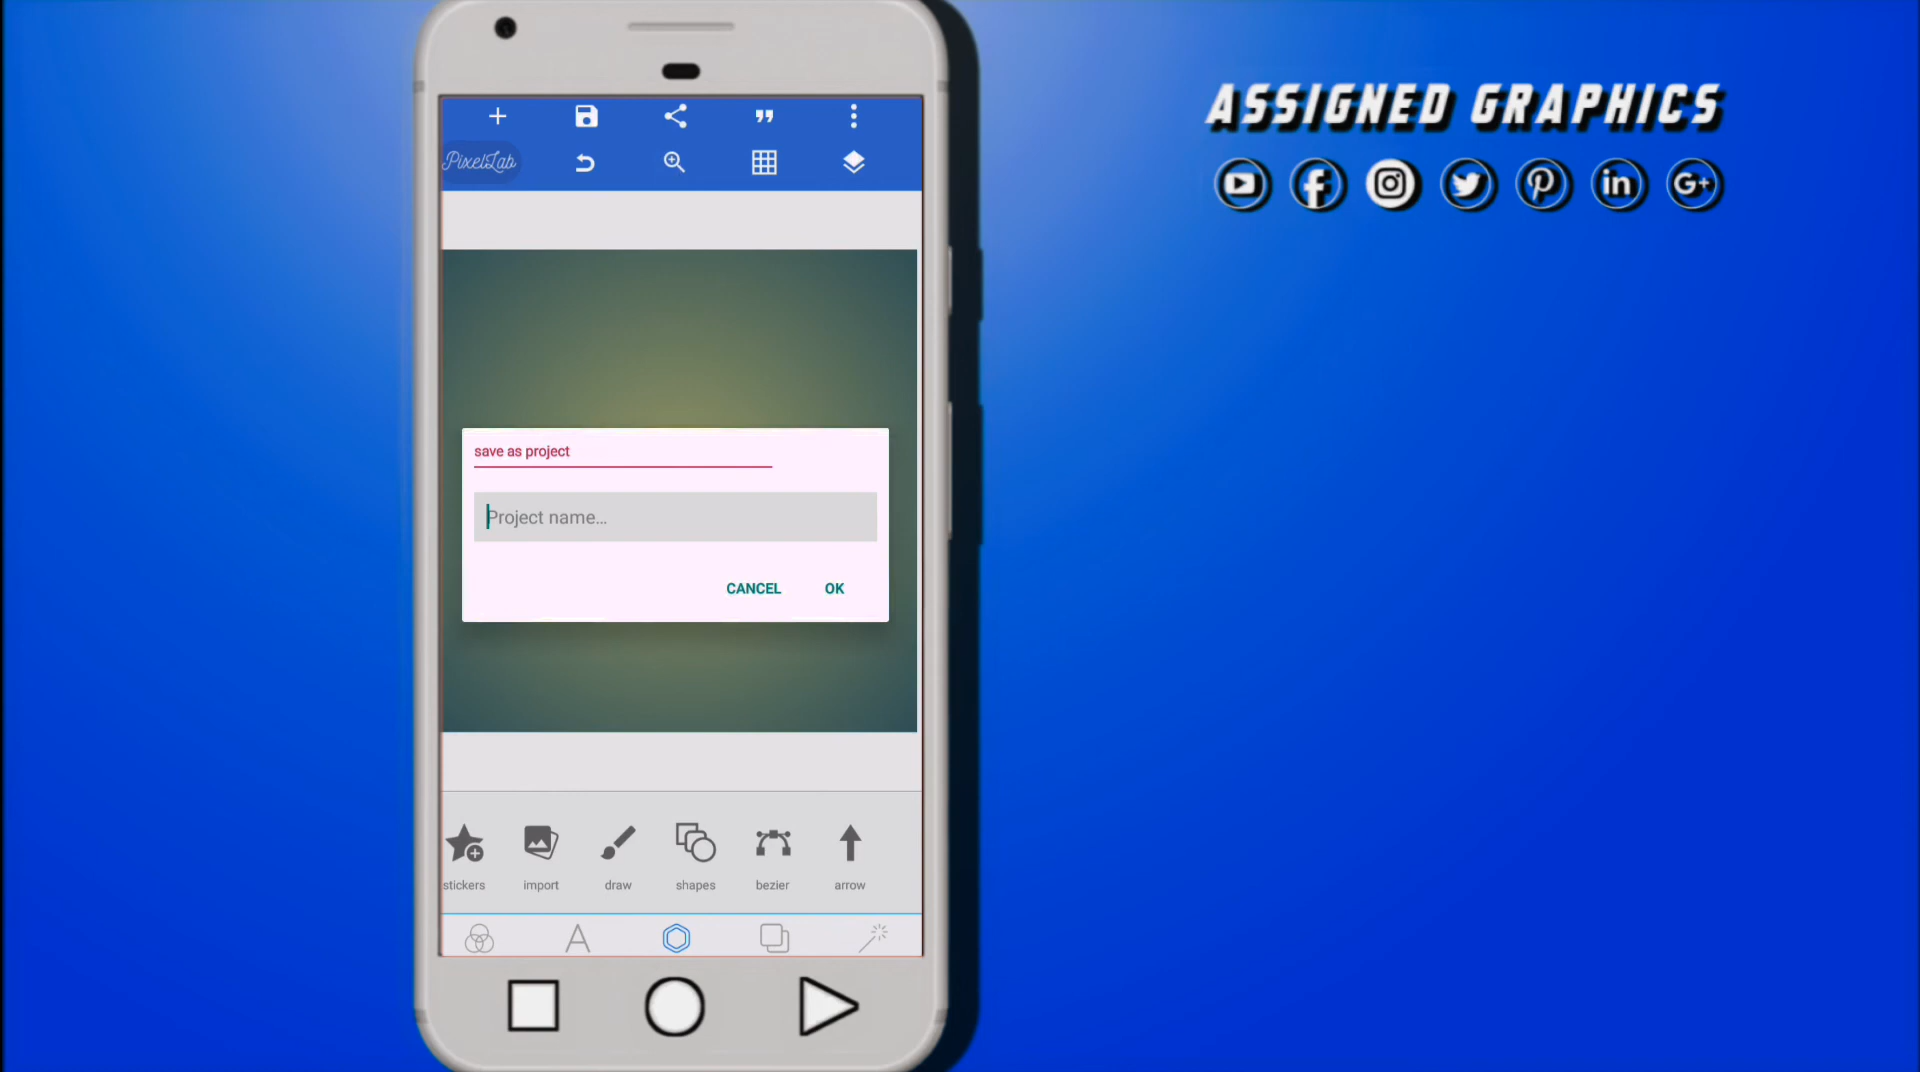 ASSIGNED GRAPHICS
PixelLab
save as project
Project name...
CANCEL OK
stickers import draw shapes bezier arrow